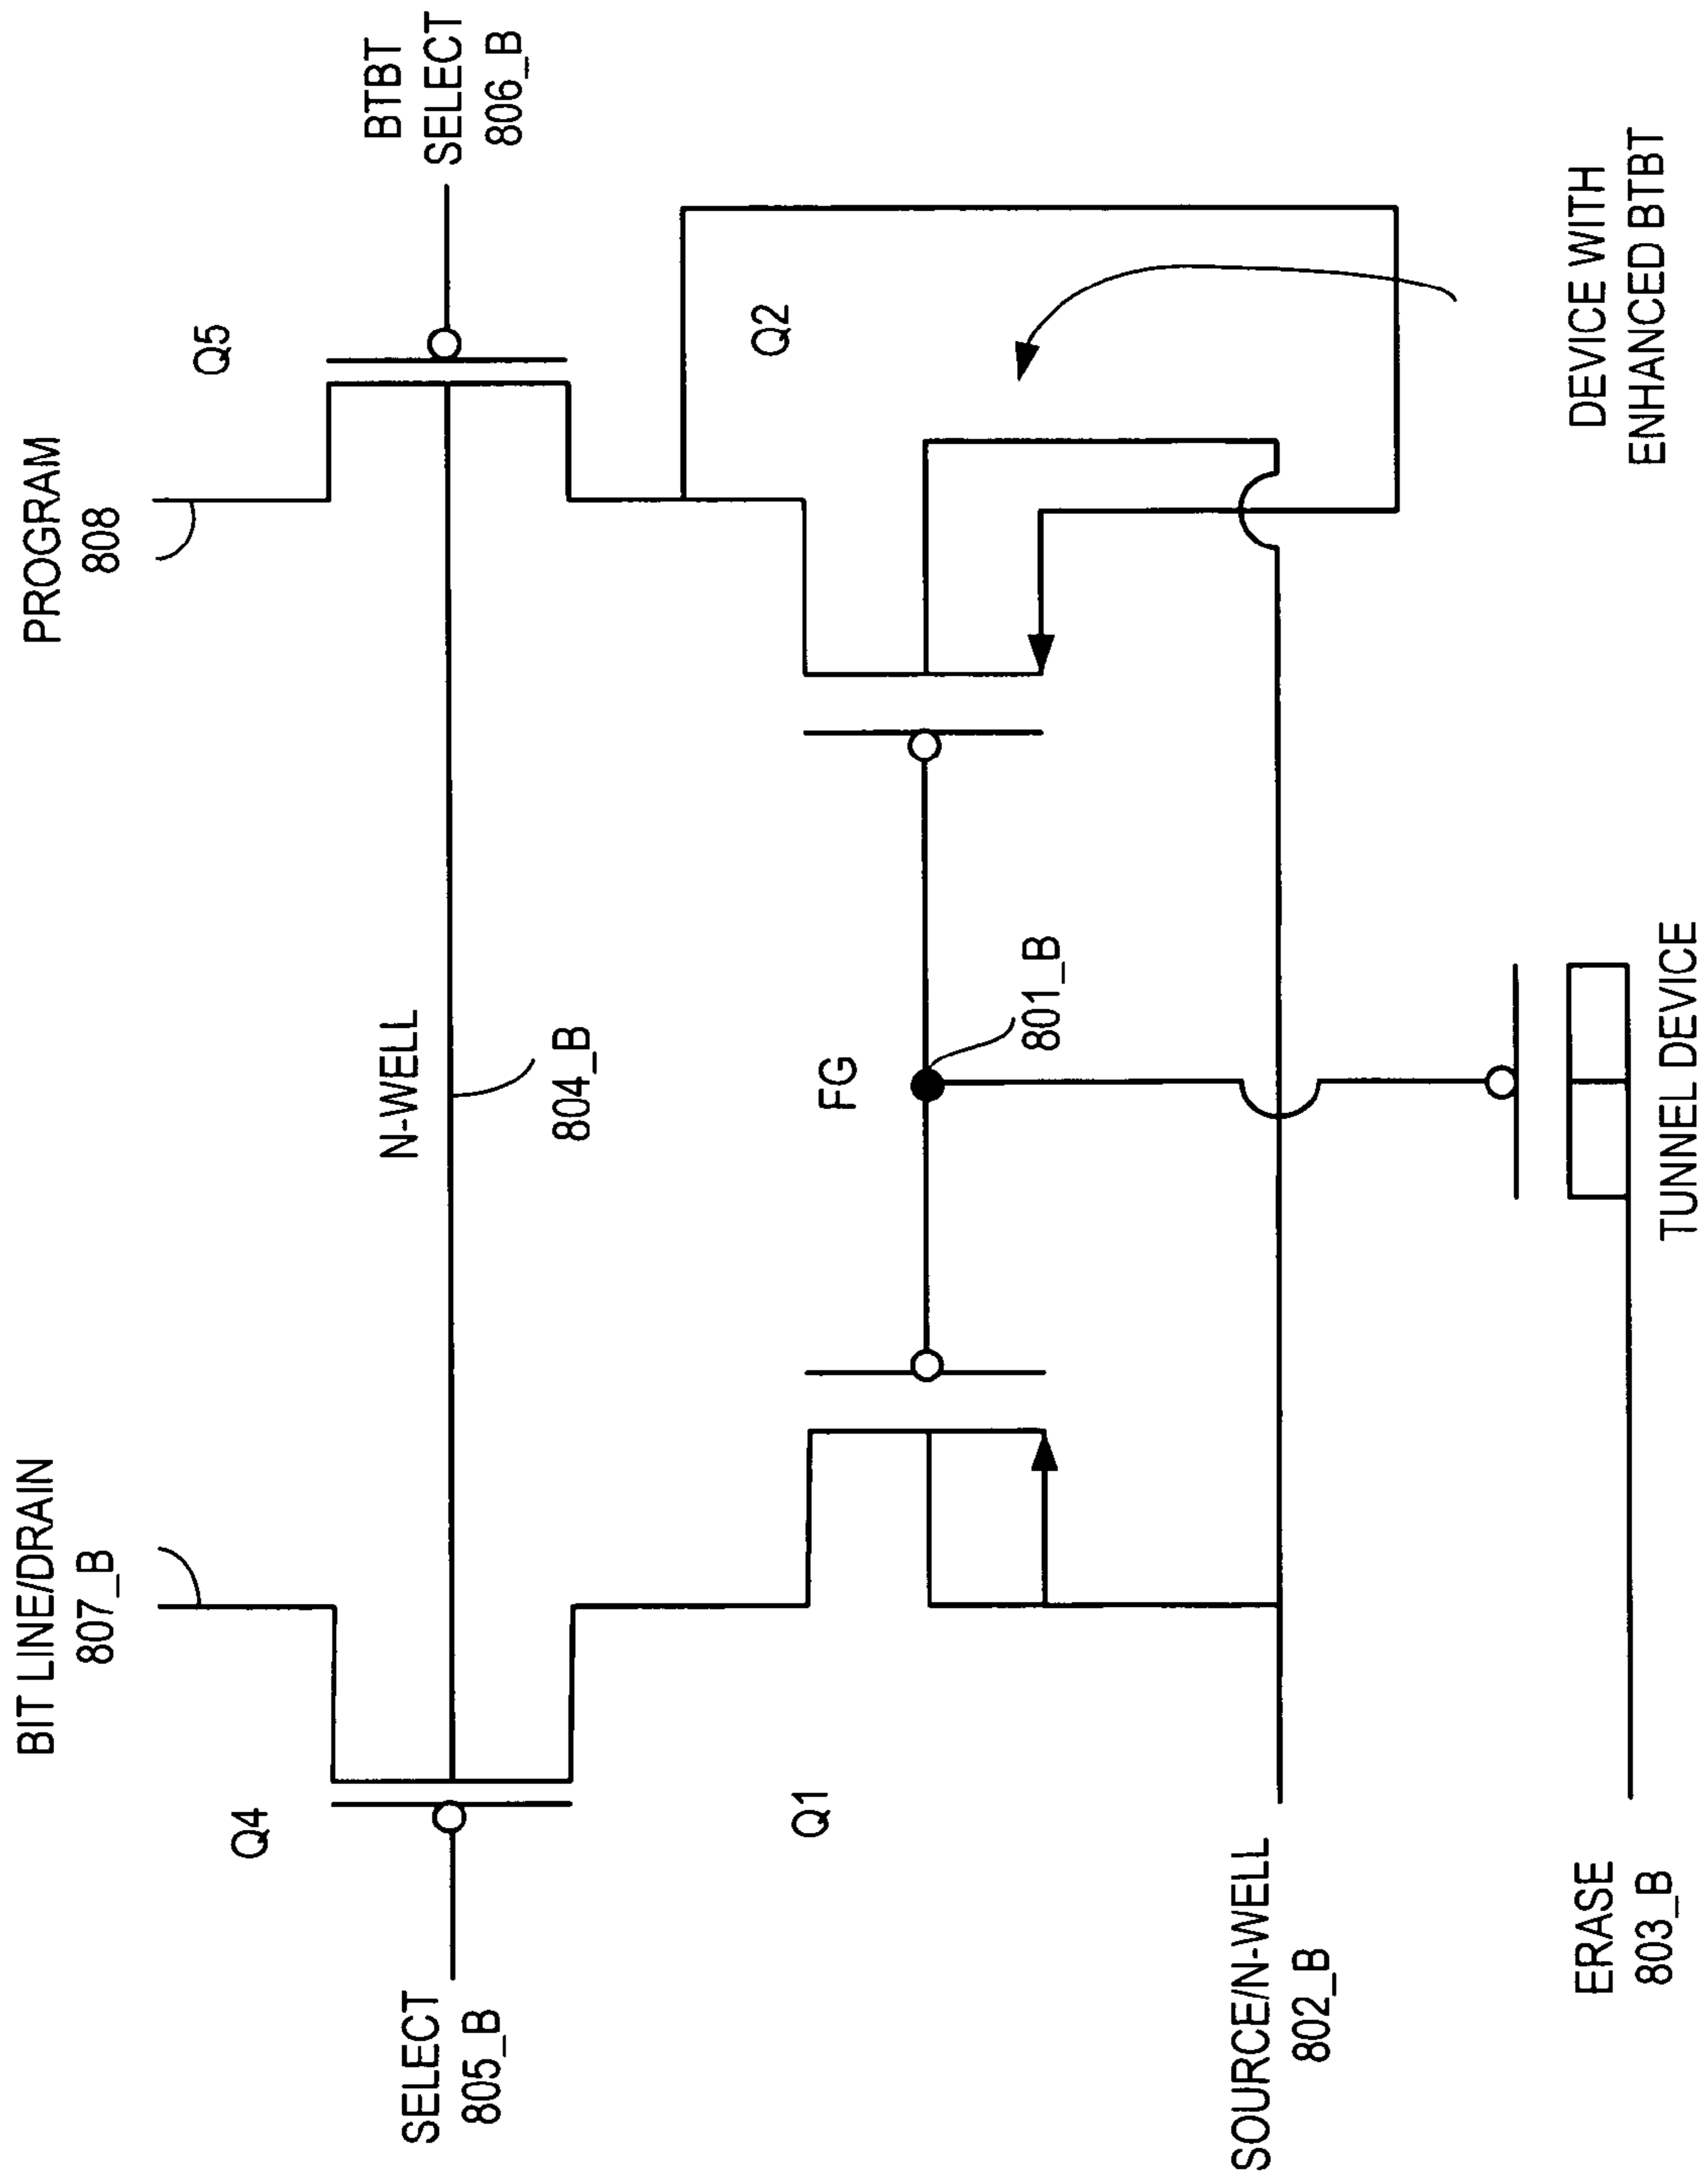 BIT LINE/DRAIN
807_B
PROGRAM
808
Q4
Q5
SELECT
805_B
N-WELL
804_B
BTBT
SELECT
806_B
Q1
FG
801_B
Q2
SOURCE/N-WELL
802_B
ERASE
803_B
TUNNEL DEVICE
DEVICE WITH
ENHANCED BTBT